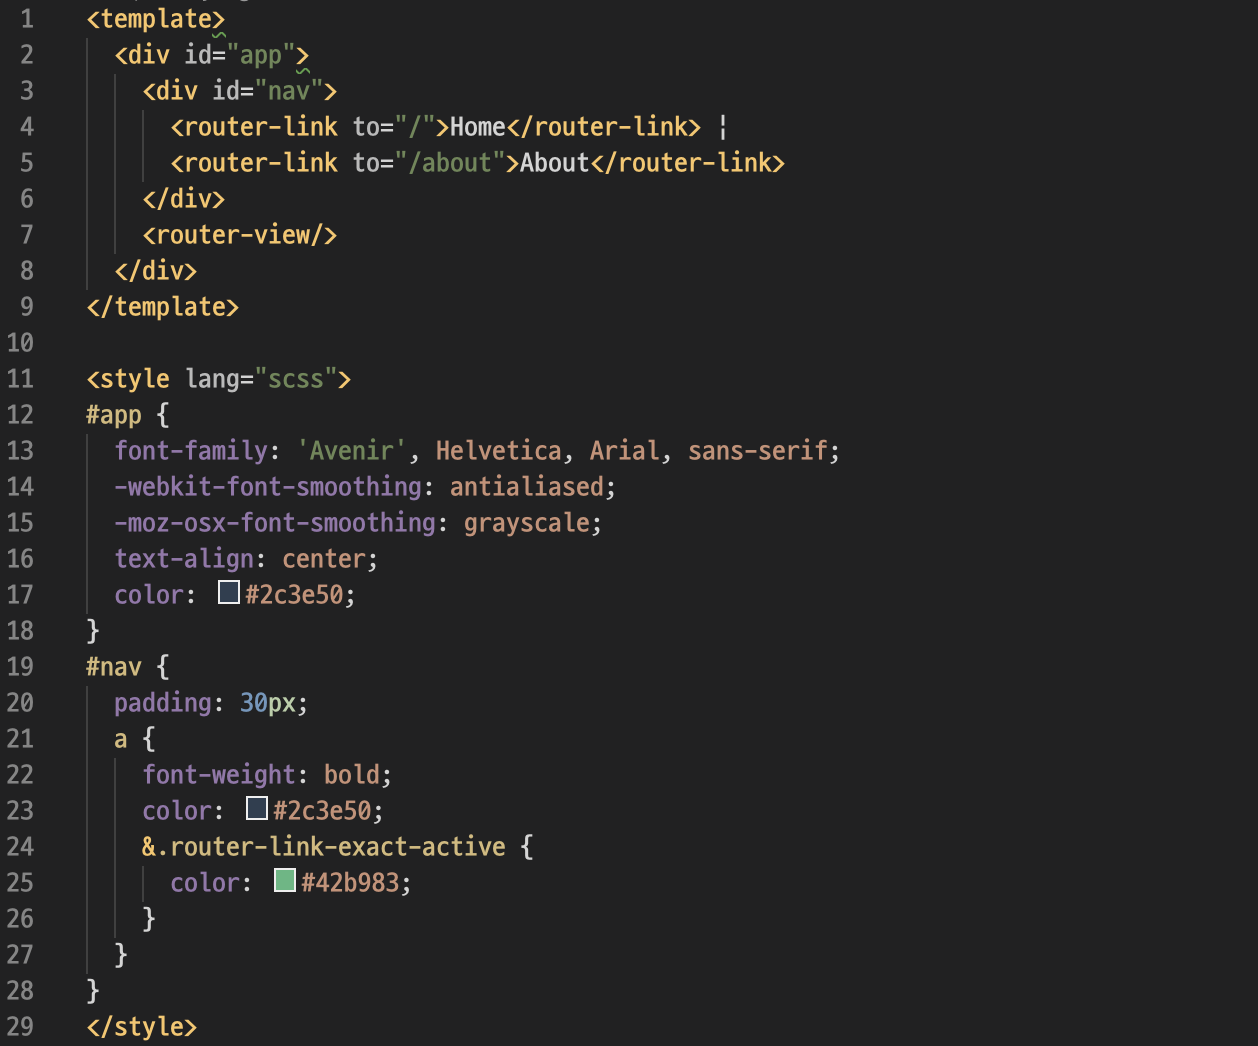 1 <template>
2 <div id="app">
3 <div id="nav">
4 <router-link to="/">Home</router-link> ¦
5 <router-link to="/about">About</router-link>
6 </div>
7 <router-view/>
8 </div>
9 </template>
10
11 <style lang="scss">
12 #app {
13 font-family: 'Avenir', Helvetica, Arial, sans-serif;
14 -webkit-font-smoothing: antialiased;
15 -moz-osx-font-smoothing: grayscale;
16 text-align: center;
17 color: #2c3e50;
18 }
19 #nav {
20 padding: 30px;
21 a {
22 font-weight: bold;
23 color: #2c3e50;
24 &.router-link-exact-active {
25 color: #42b983;
26 }
27 }
28 }
29 </style>